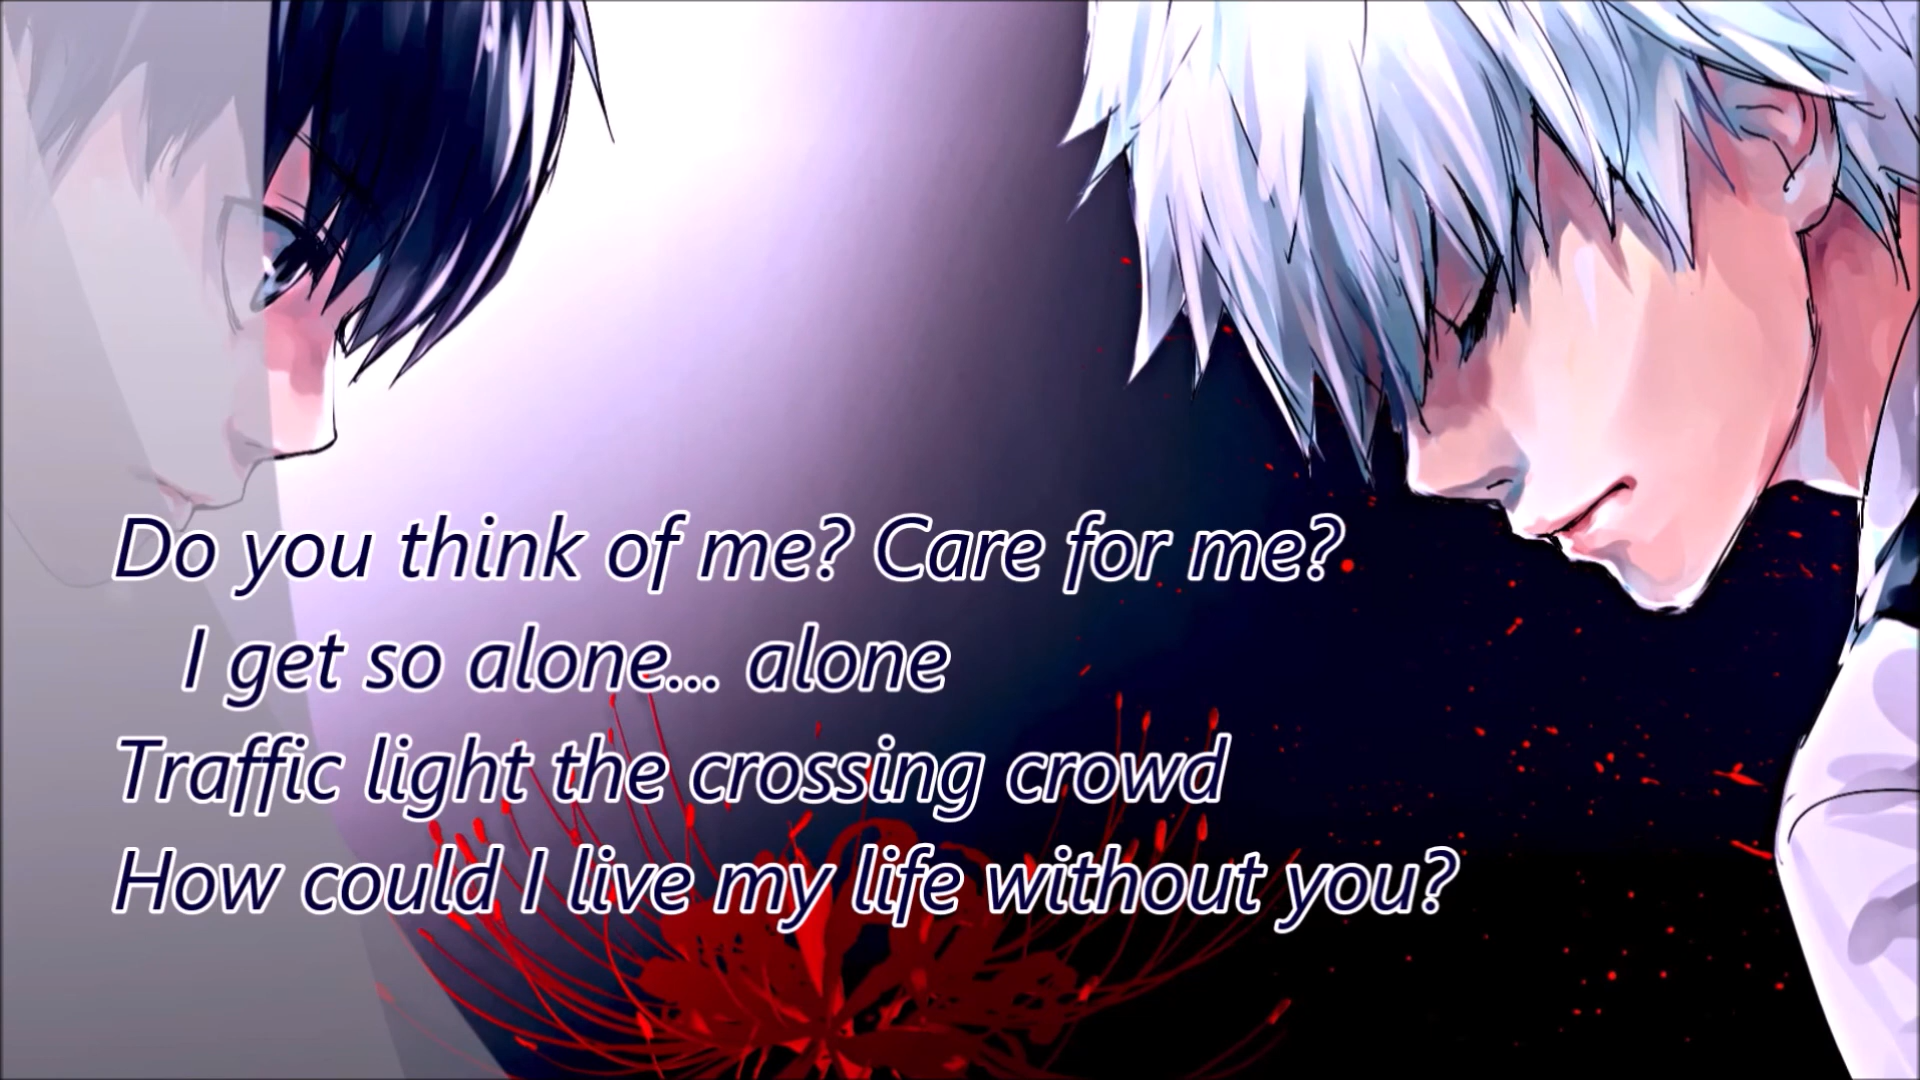 Do you think of me? Care for me?
I get so alone... alone
Traffic light the crossing crowd
How could I live my life without you?